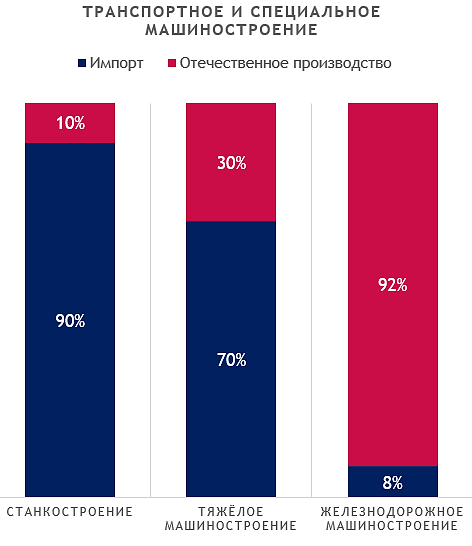 ТРАНСПОРТНОЕ И СПЕЦИАЛЬНОЕ
МАШИНОСТРОЕНИЕ
Импорт Отечественное производство
10%
30%
92%
90%
70%
8%
СТАНКОСТРОЕНИЕ
ТЯЖЁЛОЕ
МАШИНОСТРОЕНИЕ
ЖЕЛЕЗНОДОРОЖНОЕ
МАШИНОСТРОЕНИЕ